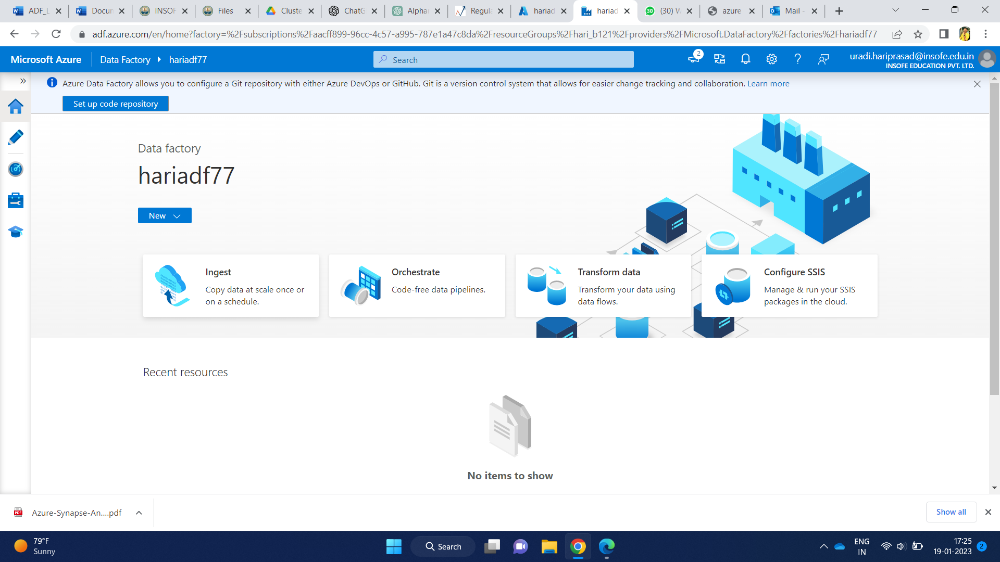 ADF_L
Docun
INSOF
Files
Cluste
ChatG
Alphar
Regula
hariad
hariad
30
(30) W
azure
Mail -
adf.azure.com/en/home?factory=%2Fsubscriptions%2Faacff899-96cc-4c57-a995-787e1a47c8da%2FresourceGroups%2Fhari_b121%2Fproviders%2FMicrosoft.DataFactory%2Ffactories%2Fhariadf77
Microsoft Azure
Data Factory
hariadf77
Search
2
uradi.hariprasad@insofe.edu.in
INSOFE EDUCATION PVT. LTD.
Azure Data Factory allows you to configure a Git repository with either Azure DevOps or GitHub. Git is a version control system that allows for easier change tracking and collaboration. Learn more
Set up code repository
Data factory
hariadf77
New
Ingest
Copy data at scale once or
on a schedule.
Orchestrate
Code-free data pipelines.
Transform data
Transform your data using
data flows.
Configure SSIS
Manage & run your SSIS
packages in the cloud.
Recent resources
No items to show
PDF
Azure-Synapse-An....pdf
Show all
79°F
Sunny
Search
ENG
IN
17:25
19-01-2023
2